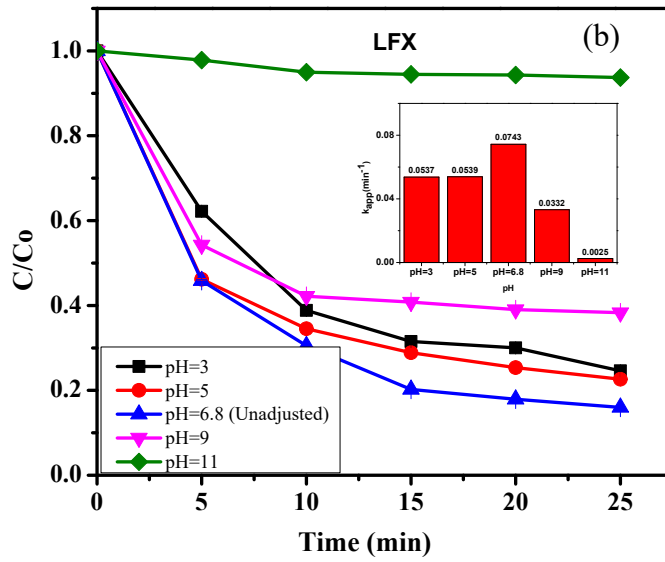 LFX
(b)
1.0
0.8
0.6
0.4
0.2
0.0
C/Co
0
5
10
15
20
25
Time (min)
pH=3
pH=5
pH=6.8 (Unadjusted)
pH=9
pH=11
0.08
0.04
0.00
kapp(min-1)
0.0537
0.0539
0.0743
0.0332
0.0025
pH=3
pH=5
pH=6.8
pH=9
pH=11
pH